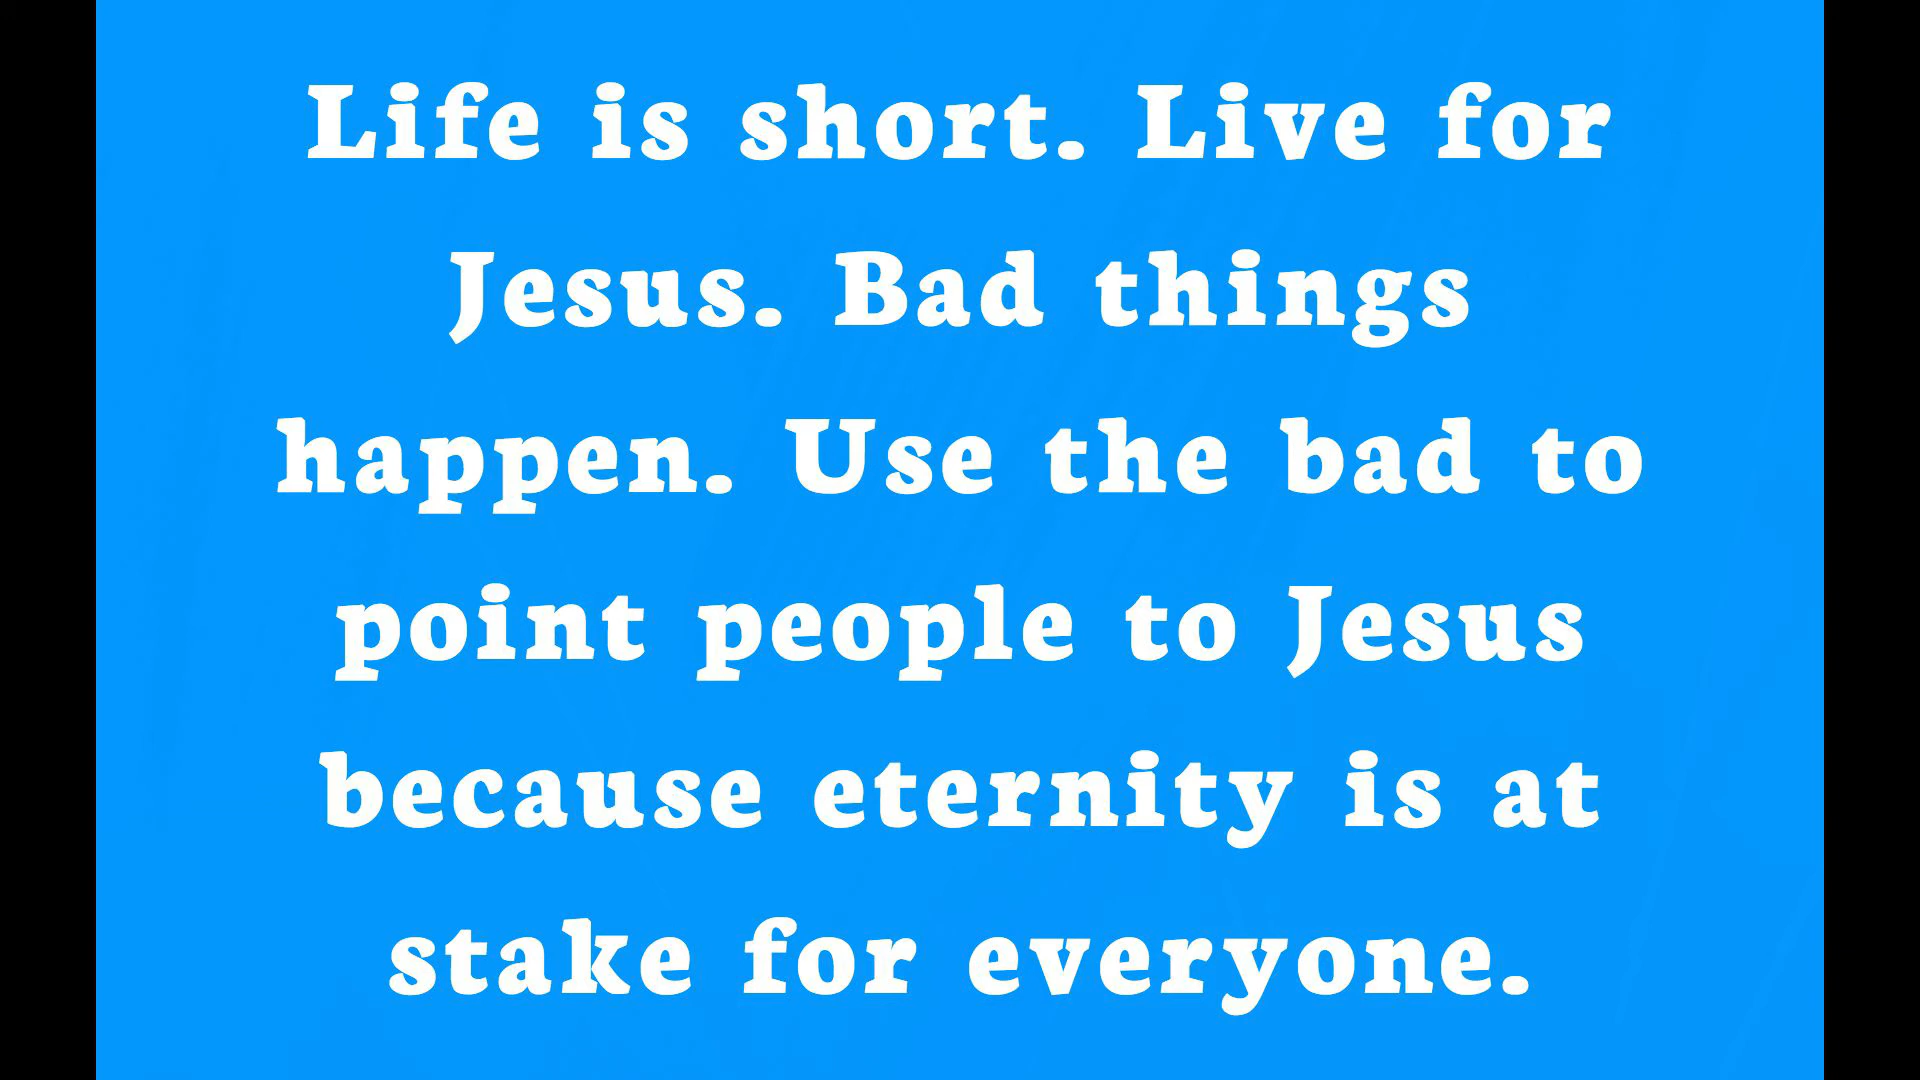 Life is short. Live for
Jesus. Bad things
happen. Use the bad to
point people to Jesus
because eternity is at
stake for everyone.